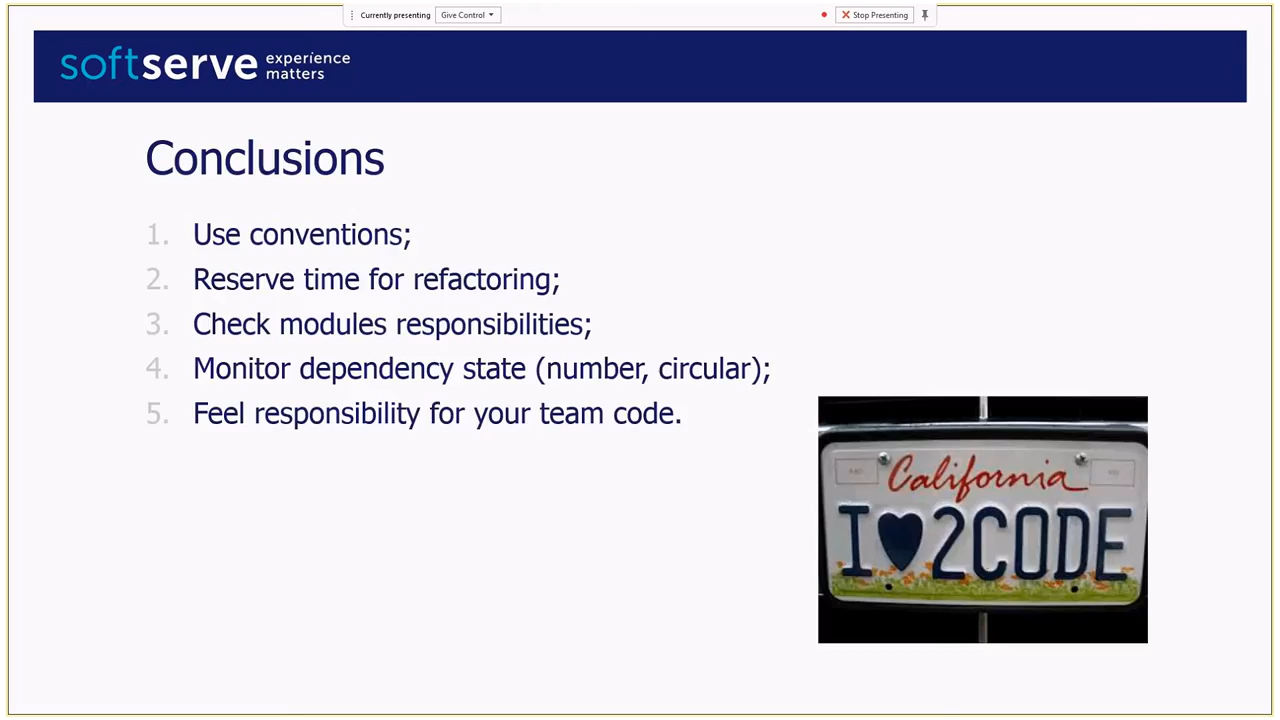 Currently presenting Give Control Stop Presenting
softserve experience matters
Conclusions
1. Use conventions;
2. Reserve time for refactoring;
3. Check modules responsibilities;
4. Monitor dependency state (number, circular);
5. Feel responsibility for your team code.
California
I♥2CODE